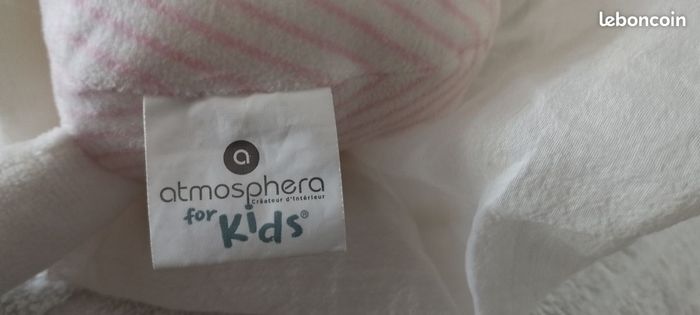 leboncoin
a
atmosphera
Créateur d'Intérieur
for
Kids®